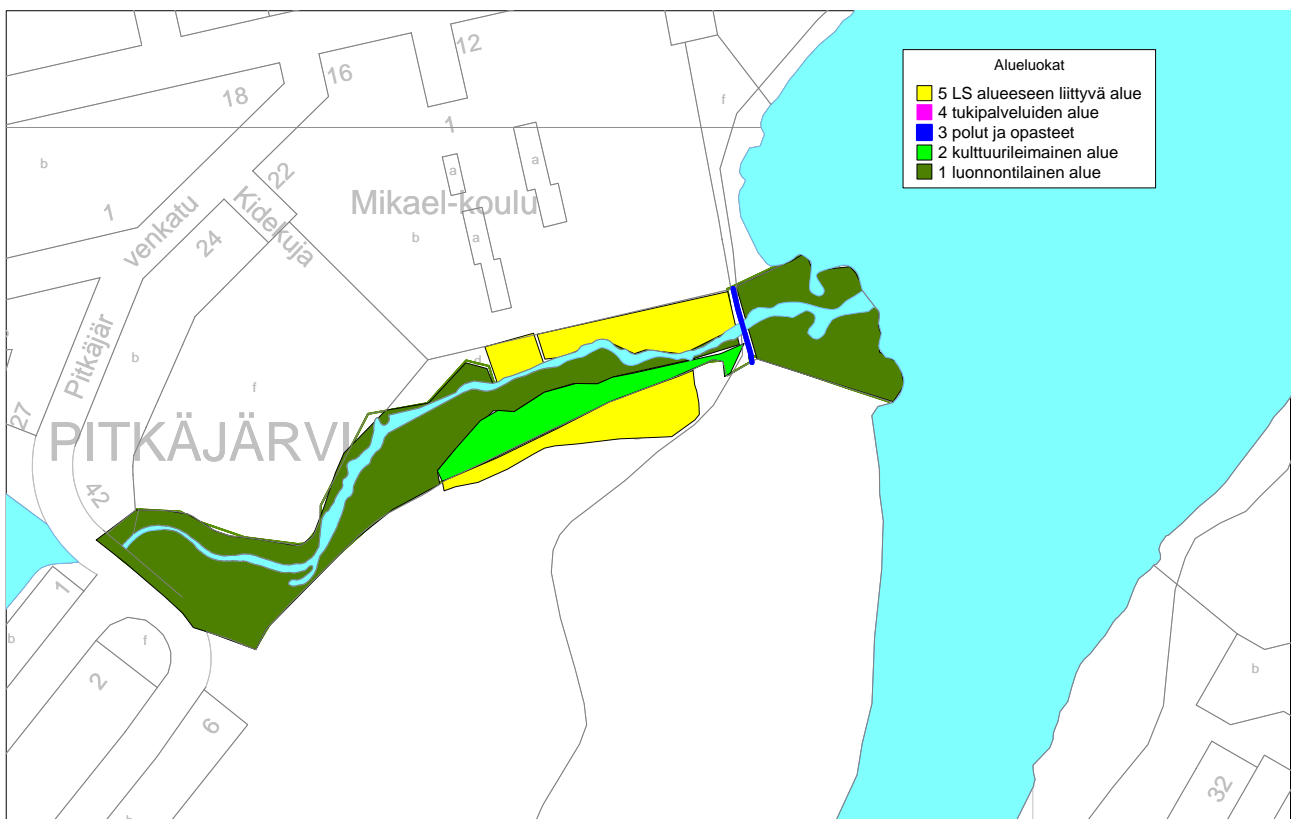 Alueluokat
5 LS alueeseen liittyvä alue
4 tukipalveluiden alue
3 polut ja opasteet
2 kulttuurileimainen alue
1 luonnontilainen alue
12
16
18
1
f
b
a
a
22
Mikael-koulu
1
venkatu
Kidekuja
24
b
a
Pitkäjär
b
d
f
27
PITKÄJÄRVI
42
1
b
f
2
6
b
32